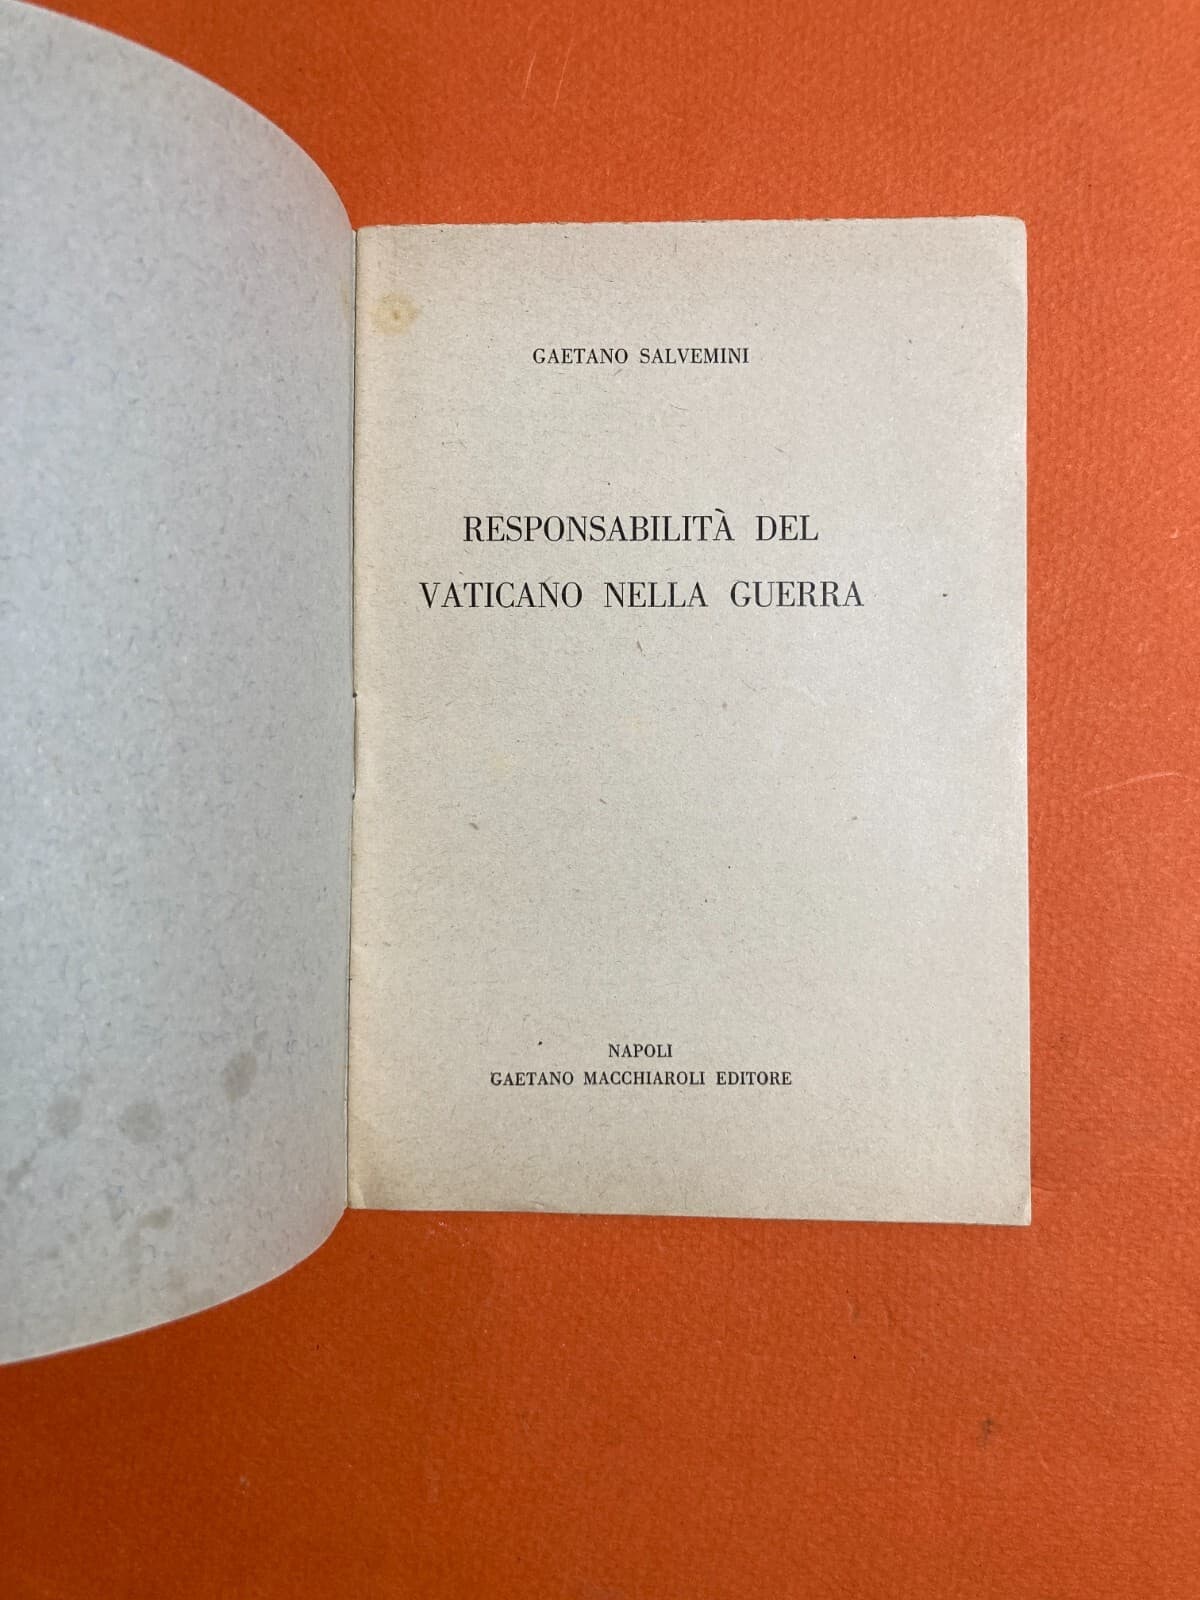 GAETANO SALVEMINI
RESPONSABILITÀ DEL
VATICANO NELLA GUERRA
NAPOLI
GAETANO MACCHIAROLI EDITORE